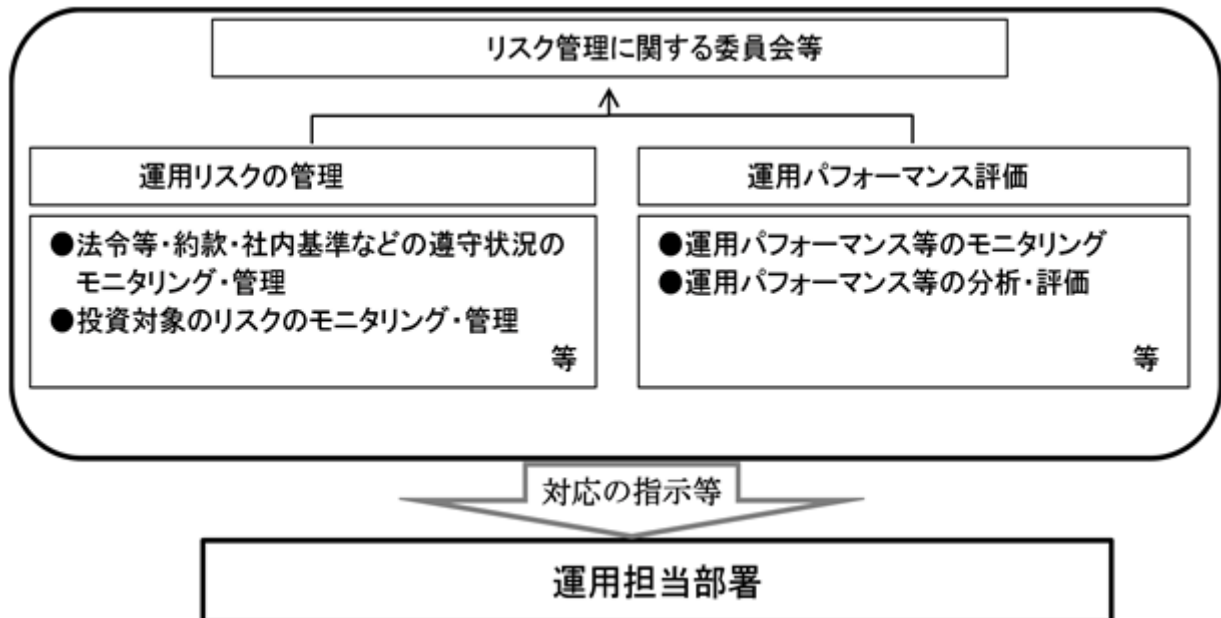 リスク管理に関する委員会等
運用リスクの管理
●法令等・約款・社内基準などの遵守状況の
モニタリング・管理
●投資対象のリスクのモニタリング・管理
等
運用パフォーマンス評価
●運用パフォーマンス等のモニタリング
●運用パフォーマンス等の分析・評価
等
対応の指示等
運用担当部署